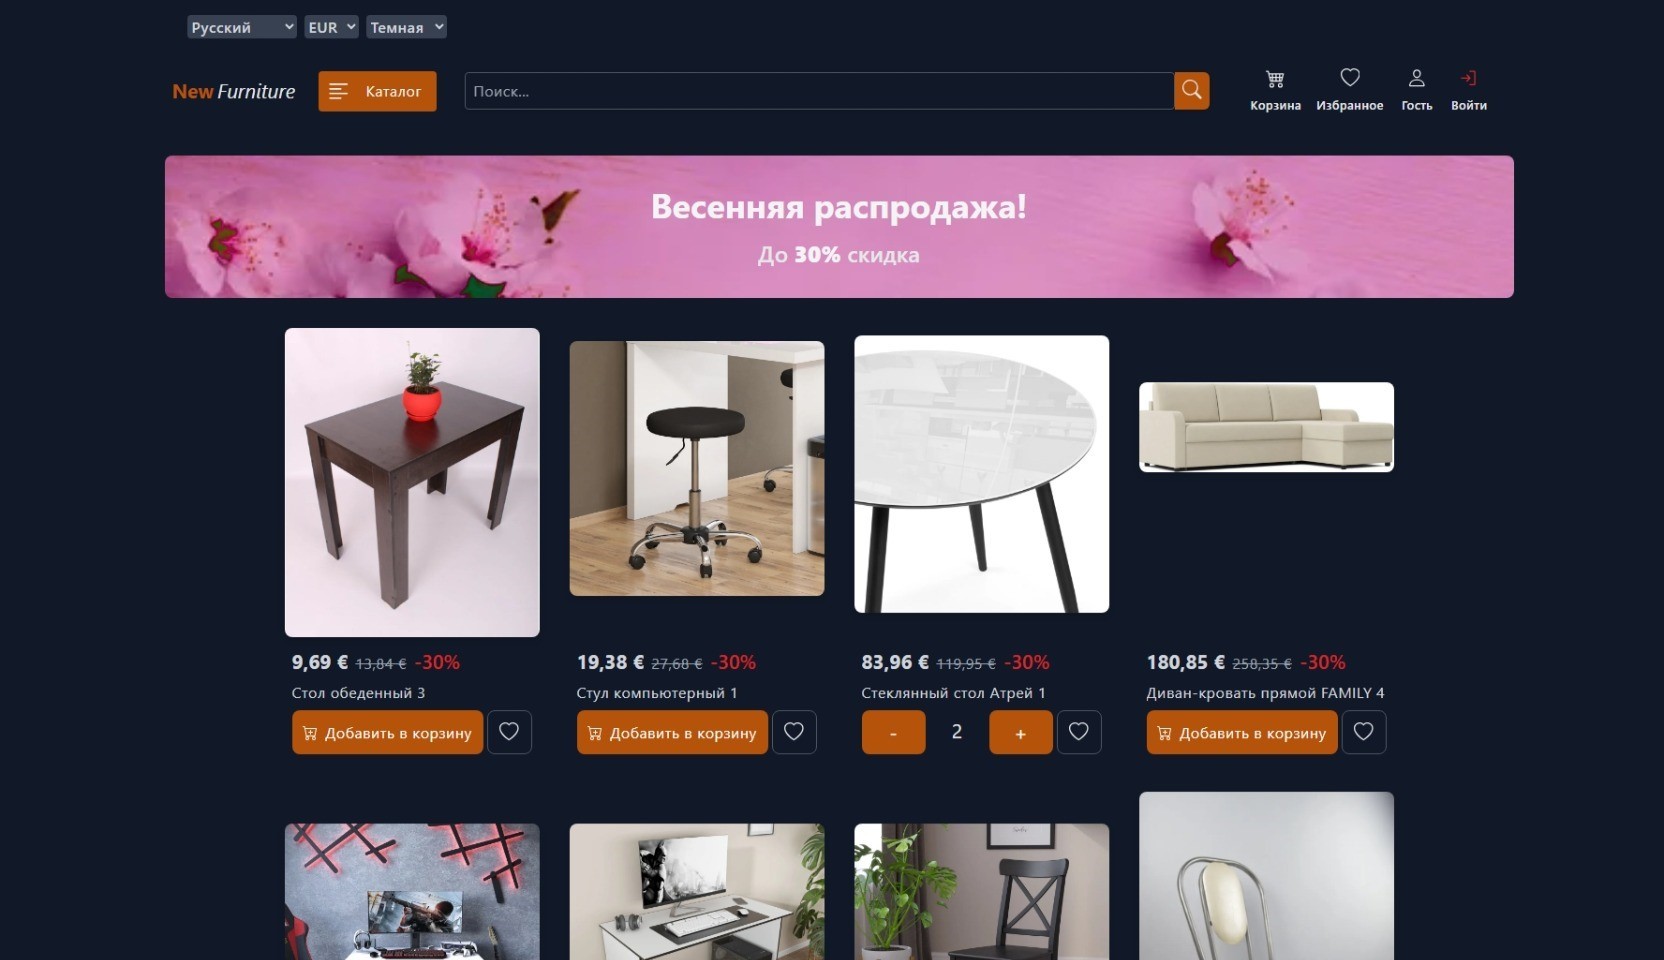 Русский EUR Темная
New Furniture Каталог Поиск... Корзина Избранное Гость Войти
Весенняя распродажа!
До 30% скидка
9,69 € 13,84 € -30%
Стол обеденный 3
Добавить в корзину
19,38 € 27,68 € -30%
Стул компьютерный 1
Добавить в корзину
83,96 € 119,95 € -30%
Стеклянный стол Атрей 1
- 2 +
180,85 € 258,35 € -30%
Диван-кровать прямой FAMILY 4
Добавить в корзину